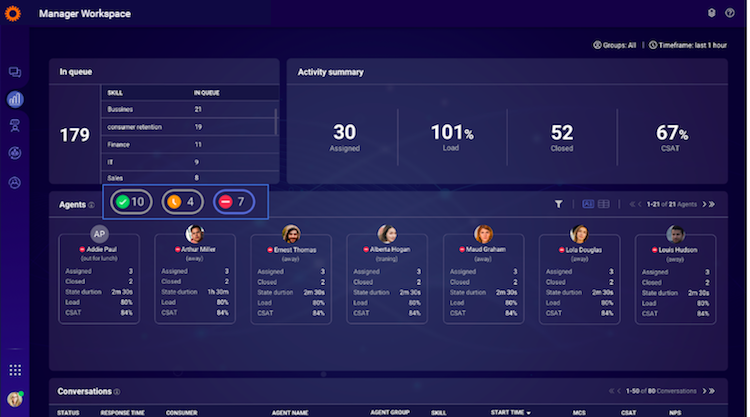 Manager Workspace
Groups: All | Timeframe: last 1 hour
In queue
179
SKILL IN QUEUE
Bussines 21
consumer retention 19
Finance 11
IT 9
Sales 8
Activity summary
30 101% 52 67%
Assigned Load Closed CSAT
Agents 10 4 7 1-21 of 21 Agents
AP
Addie Paul Arthur Miller Ernest Thomas Alberta Hogan Maud Graham Lola Douglas Louis Hudson
(out for lunch) (away) (away) (traning) (away) (away) (away)
Assigned 3 Assigned 3 Assigned 3 Assigned 3 Assigned 3 Assigned 3 Assigned 3
Closed 2 Closed 2 Closed 2 Closed 2 Closed 2 Closed 2 Closed 2
State durtion 2m 30s State durtion 1h 30m State durtion 2m 30s State durtion 2m 30s State durtion 2m 30s State durtion 2m 30s State durtion 2m 30s
Load 80% Load 80% Load 80% Load 80% Load 80% Load 80% Load 80%
CSAT 84% CSAT 84% CSAT 84% CSAT 84% CSAT 84% CSAT 84% CSAT 84%
Conversations 1-50 of 80 Conversations
STATUS RESPONSE TIME CONSUMER AGENT NAME AGENT GROUP SKILL START TIME MCS CSAT NPS